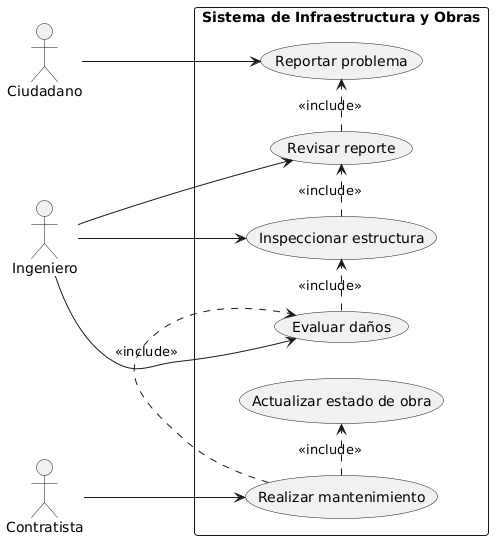 Sistema de Infraestructura y Obras
Reportar problema
Ciudadano
«include»
Revisar reporte
«include»
Inspeccionar estructura
Ingeniero
«include»
Evaluar daños
«include»
Actualizar estado de obra
«include»
Realizar mantenimiento
Contratista